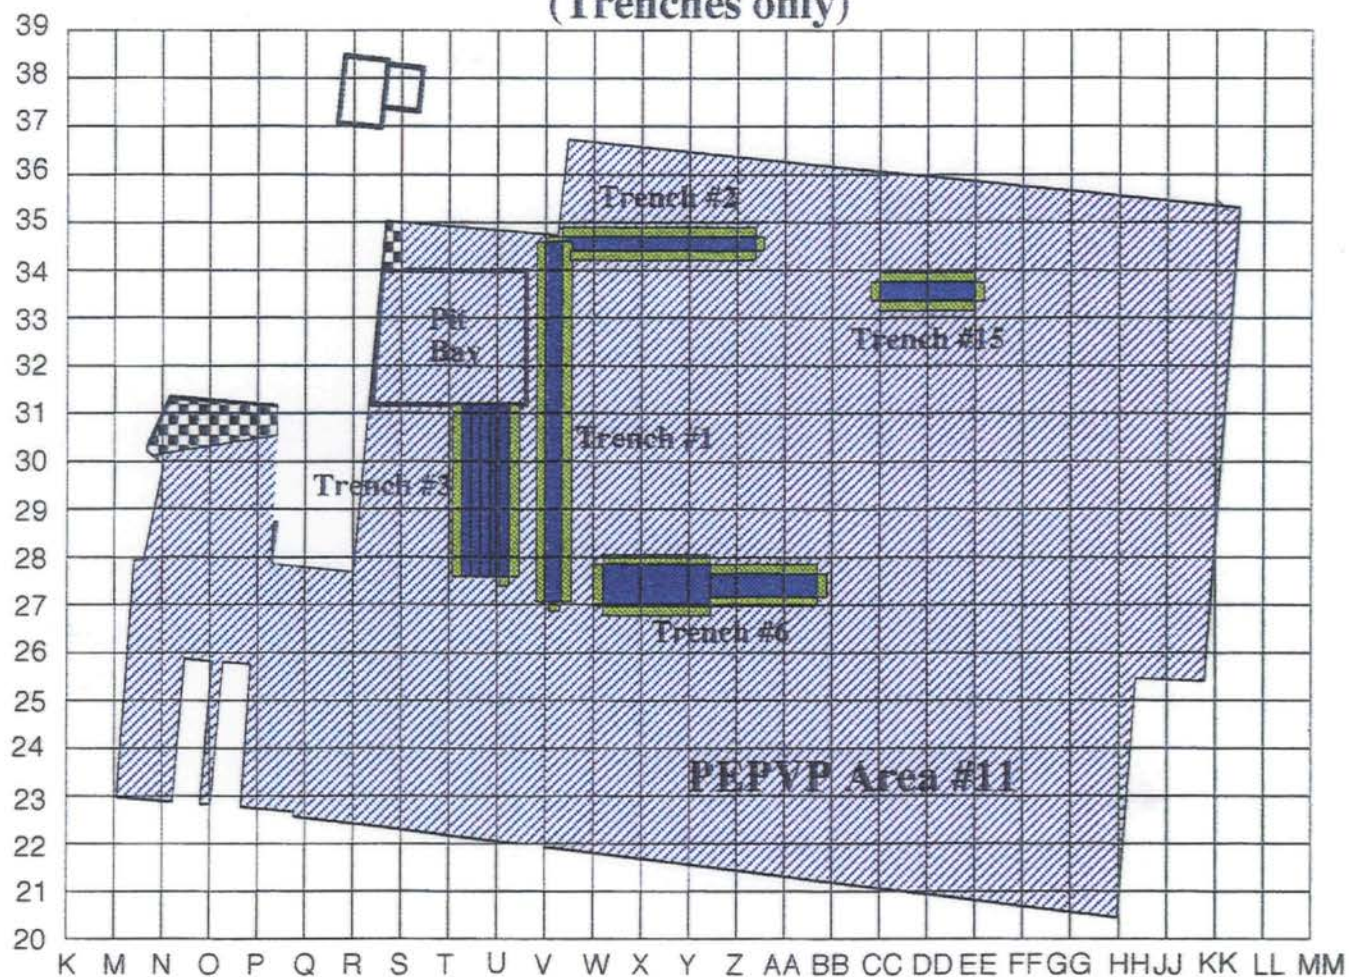 (Trenches only)
39
38
37
36
Trench #2
35
34
33
Pit
Bay
Trench #15
32
31
Trench #1
30
Trench #3
29
28
27
Trench #6
26
25
24
PEPVP Area #11
23
22
21
20
K M N O P Q R S T U V W X Y Z AA BB CC DD EE FF GG HH JJ KK LL MM